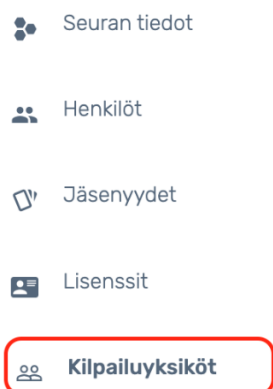 Seuran tiedot
Henkilöt
Jäsenyydet
Lisenssit
Kilpailuyksiköt